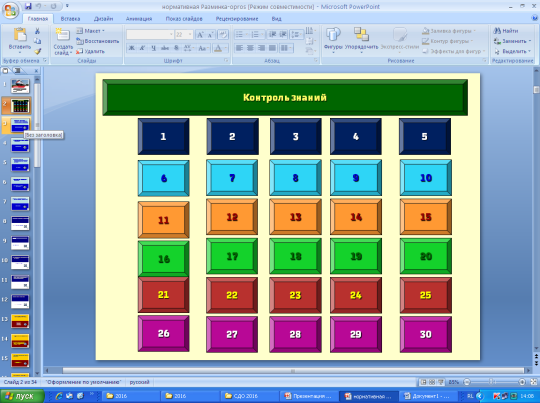 нормативная Разминка-оргоз [Режим совместимости] - Microsoft PowerPoint
Главная Вставка Дизайн Анимация Показ слайдов Рецензирование Вид
Вставить
Буфер обмена
Создать слайд
Макет
Восстановить
Удалить
Слайды
Шрифт
Абзац
Фигуры
Упорядочить
Экспресс-стили
Заливка фигуры
Контур фигуры
Эффекты для фигур
Рисование
Найти
Заменить
Выделить
Редактирование
Без заголовка
Контроль знаний
1 2 3 4 5
6 7 8 9 10
11 12 13 14 15
16 17 18 19 20
21 22 23 24 25
26 27 28 29 30
Слайд 2 из 54 "Оформление по умолчанию" русский
пуск 2016 2016 СДО 2016 Презентация ... нормативная ... Документ1 - М... RL 14:08